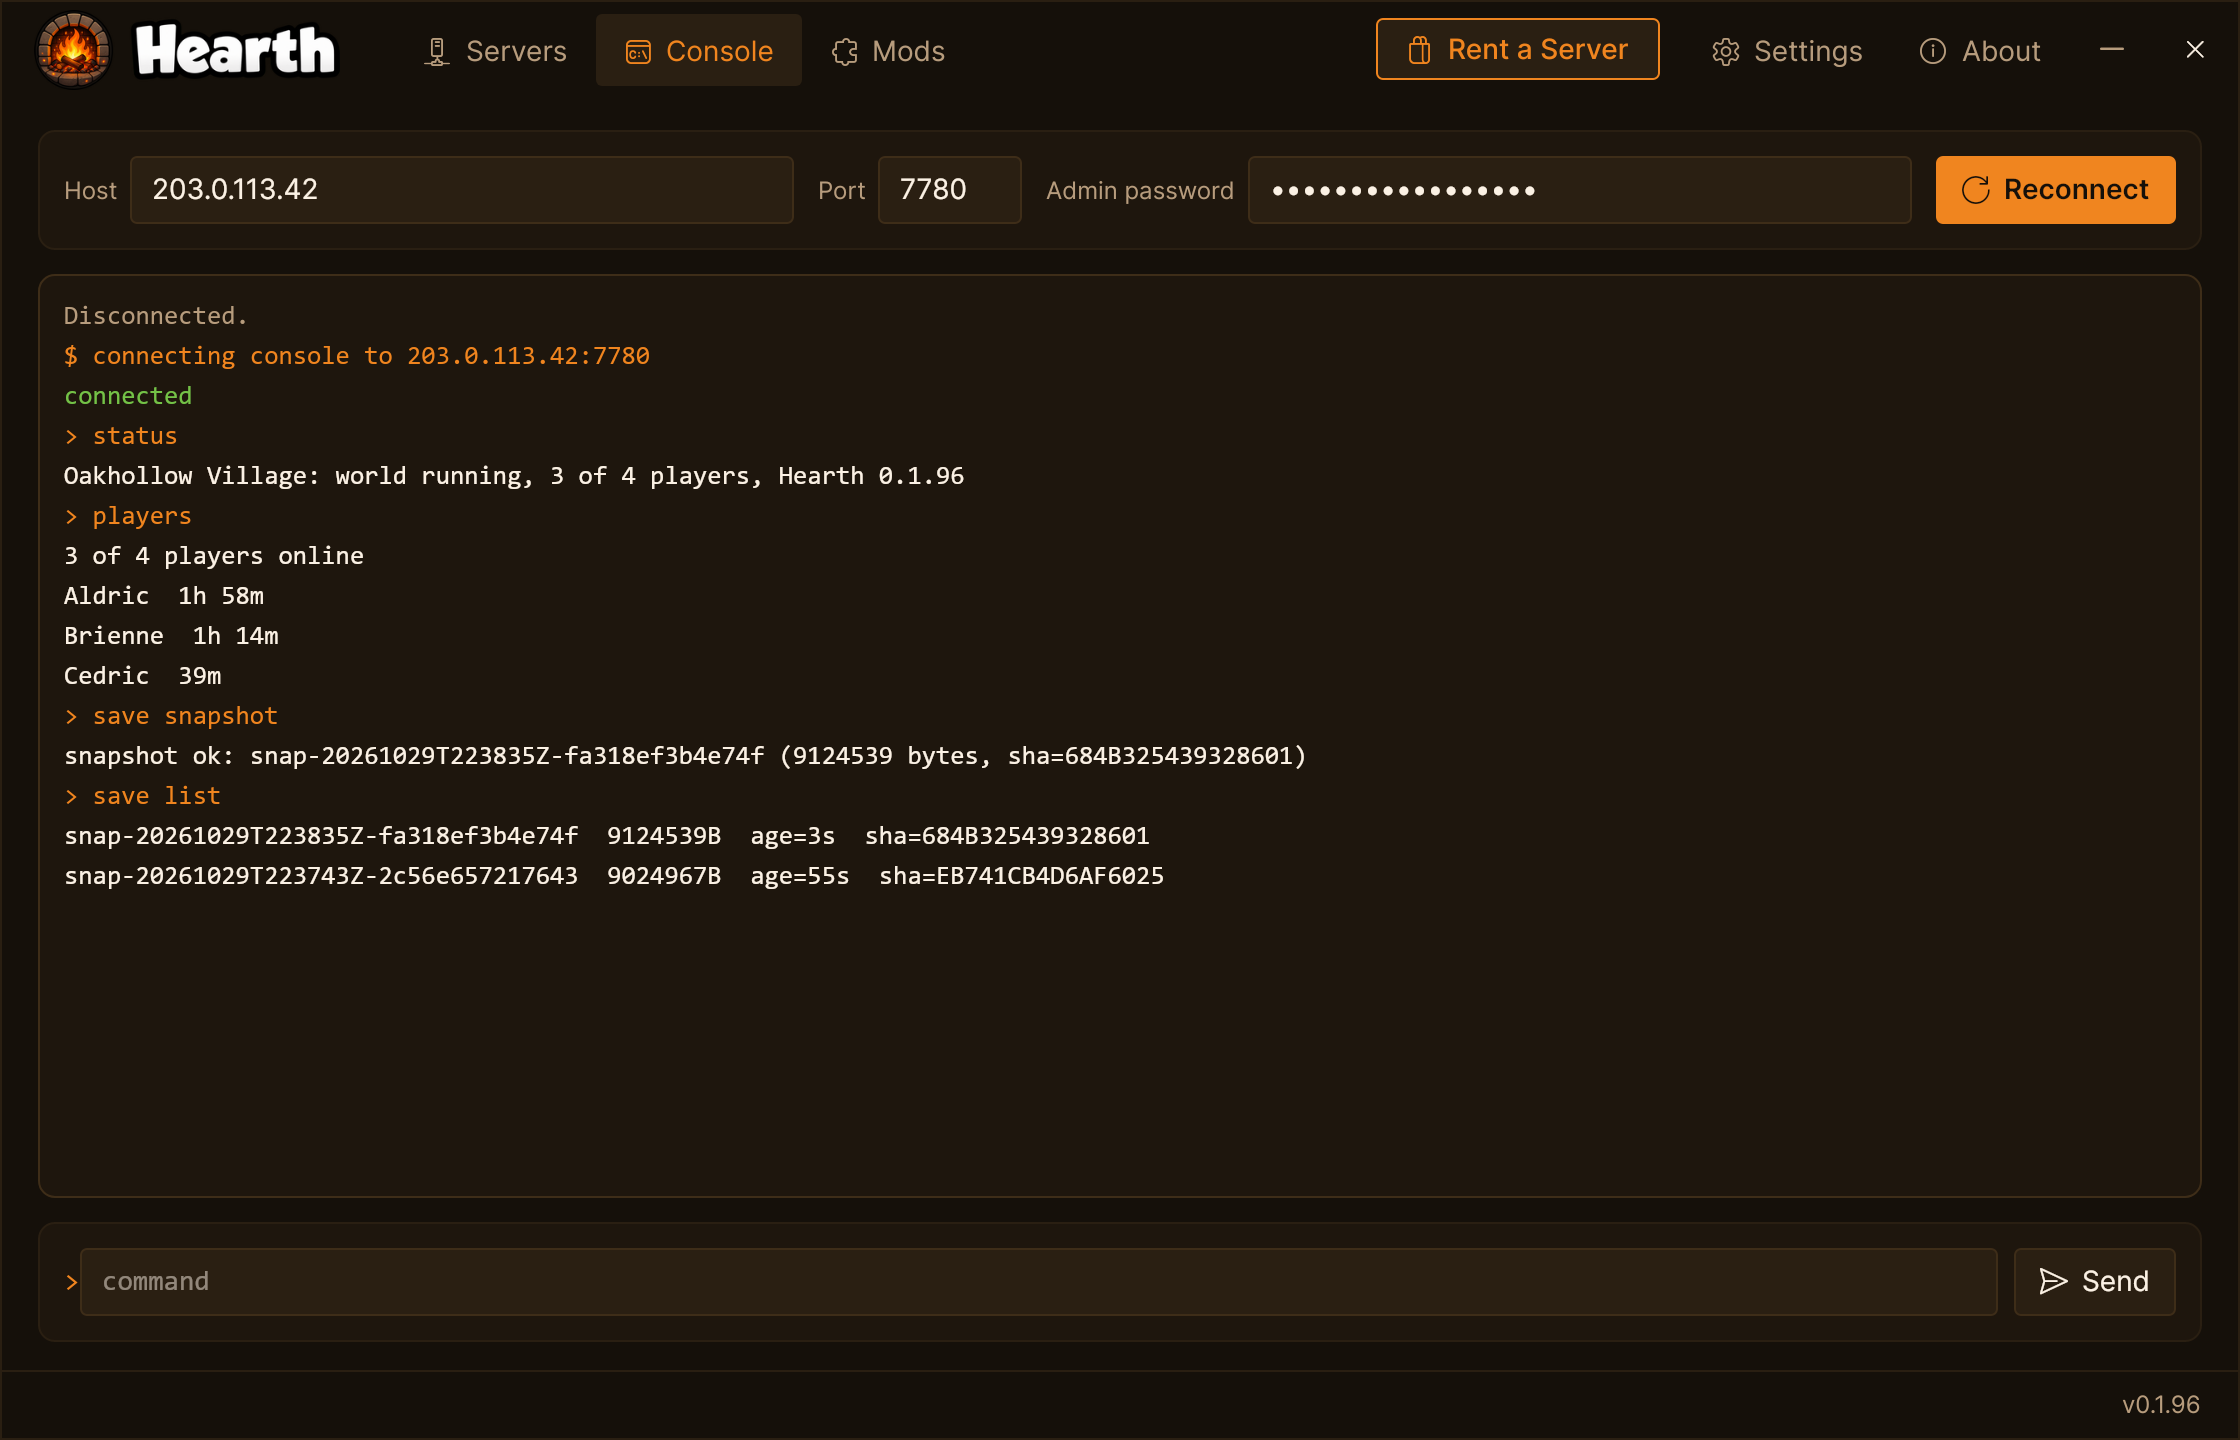 Hearth Servers Console Mods Rent a Server Settings About
Host 203.0.113.42 Port 7780 Admin password ••••••••••••••••• Reconnect
Disconnected.
$ connecting console to 203.0.113.42:7780
connected
> status
Oakhollow Village: world running, 3 of 4 players, Hearth 0.1.96
> players
3 of 4 players online
Aldric  1h 58m
Brienne  1h 14m
Cedric  39m
> save snapshot
snapshot ok: snap-20261029T223835Z-fa318ef3b4e74f (9124539 bytes, sha=684B325439328601)
> save list
snap-20261029T223835Z-fa318ef3b4e74f  9124539B  age=3s  sha=684B325439328601
snap-20261029T223743Z-2c56e657217643  9024967B  age=55s  sha=EB741CB4D6AF6025
> command Send
v0.1.96